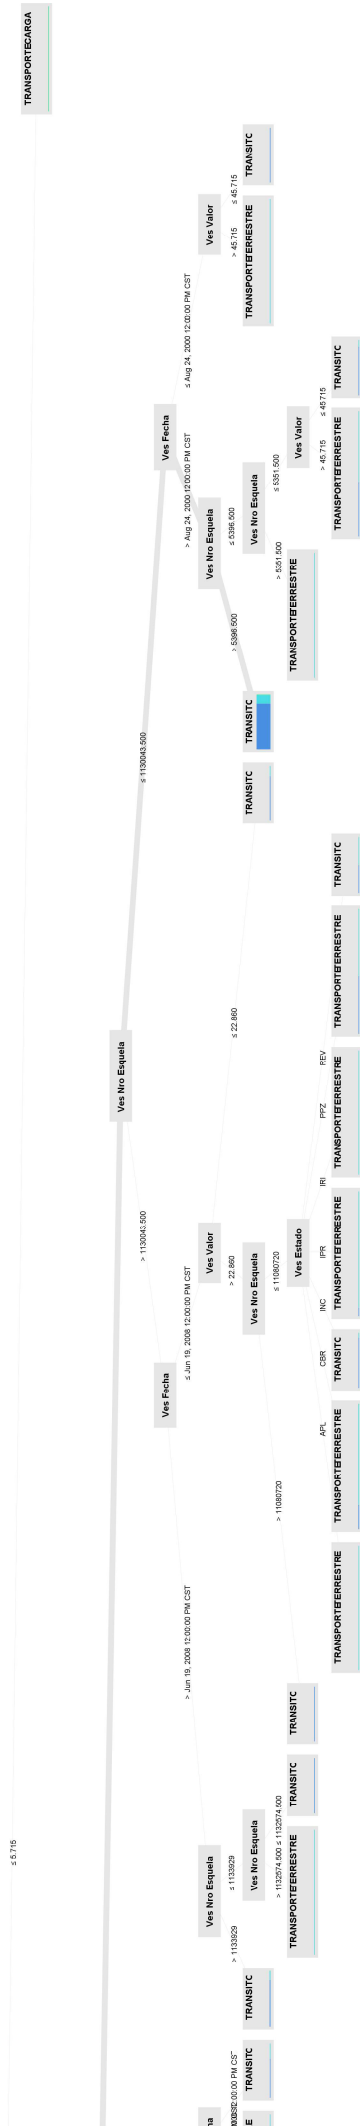 TRANSPORTECARGA
≤ 5.715
Ves Nro Esquela
≤ 1130043.500
> 1130043.500
Ves Fecha
≤ Aug 24, 2000 12:00:00 PM CST
> Aug 24, 2000 12:00:00 PM CST
Ves Valor
≤ 45.715
> 45.715
TRANSITC
TRANSPORTETERRESTRE
Ves Nro Esquela
≤ 5396.500
> 5396.500
Ves Nro Esquela
≤ 5351.500
> 5351.500
Ves Valor
≤ 45.715
> 45.715
TRANSITC
TRANSPORTETERRESTRE
TRANSPORTETERRESTRE
TRANSITC
Ves Fecha
≤ Jun 19, 2008 12:00:00 PM CST
> Jun 19, 2008 12:00:00 PM CST
Ves Valor
≤ 22.860
> 22.860
TRANSITC
Ves Nro Esquela
≤ 11080720
> 11080720
Ves Estado
REV
PPZ
IRI
IPR
INC
CBR
APL
TRANSITC
TRANSPORTETERRESTRE
TRANSPORTETERRESTRE
TRANSPORTETERRESTRE
TRANSITC
TRANSPORTETERRESTRE
TRANSPORTETERRESTRE
TRANSITC
Ves Nro Esquela
≤ 1133929
> 1133929
Ves Nro Esquela
≤ 1132574.500
> 1132574.500
TRANSITC
TRANSPORTETERRESTRE
TRANSITC
2:00:00 PM CST
TRANSITC
na
E